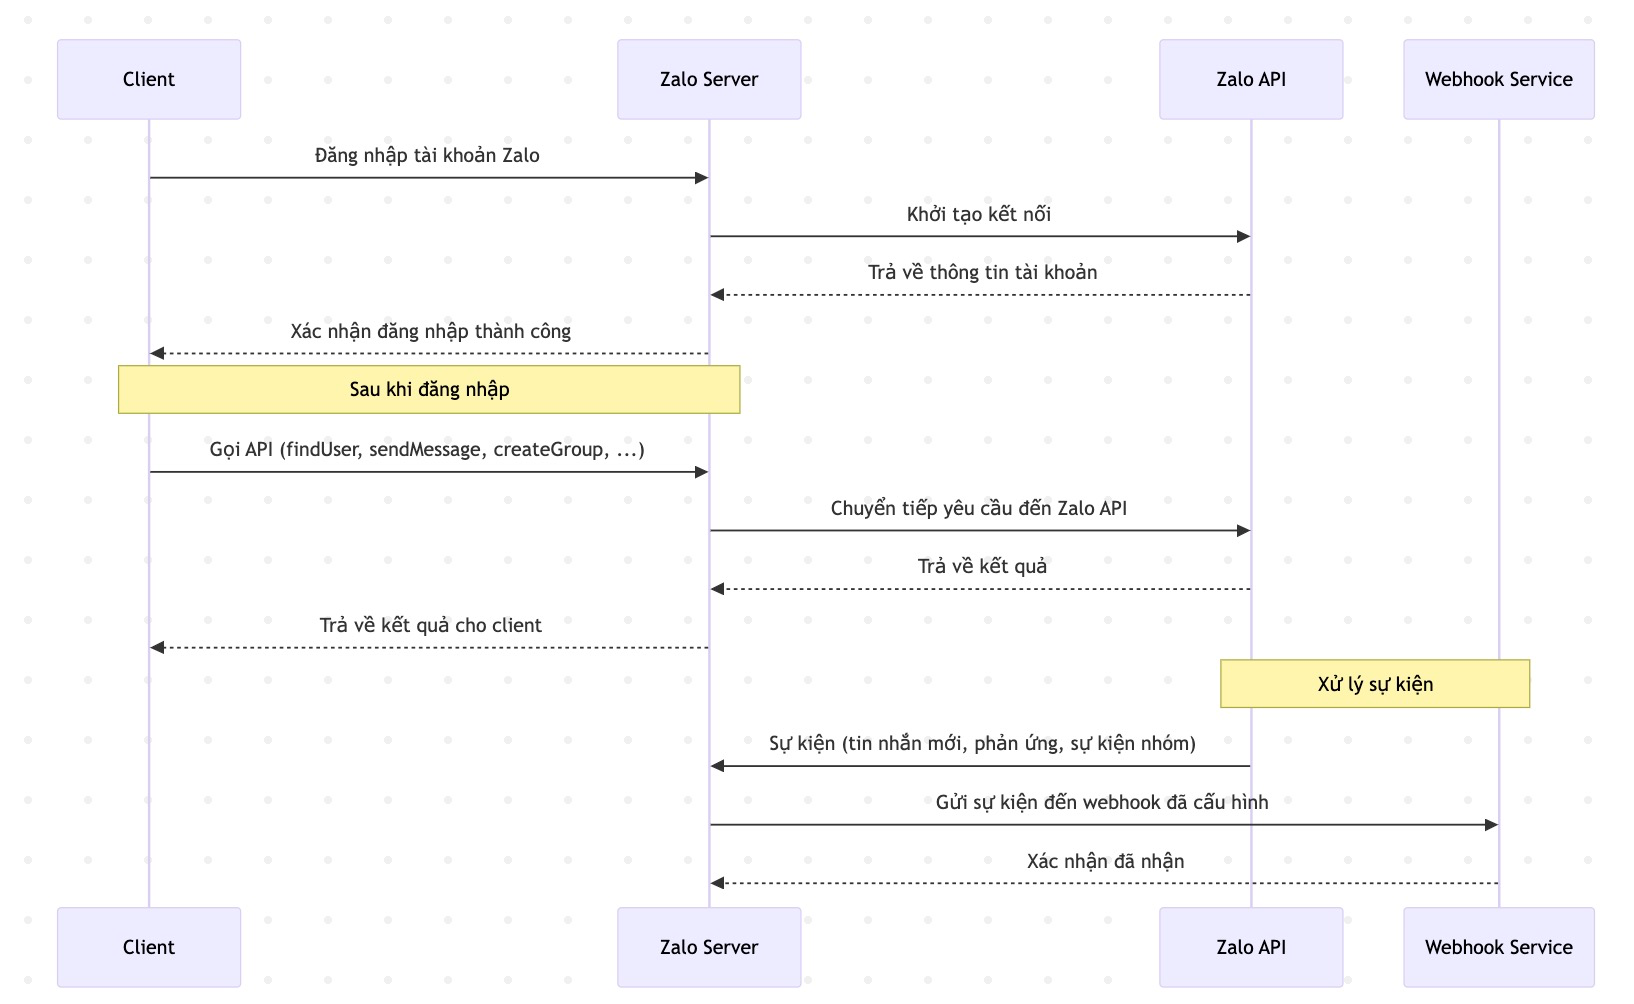 Client
Zalo Server
Zalo API
Webhook Service
Đăng nhập tài khoản Zalo
Khởi tạo kết nối
Trả về thông tin tài khoản
Xác nhận đăng nhập thành công
Sau khi đăng nhập
Gọi API (findUser, sendMessage, createGroup, ...)
Chuyển tiếp yêu cầu đến Zalo API
Trả về kết quả
Trả về kết quả cho client
Xử lý sự kiện
Sự kiện (tin nhắn mới, phản ứng, sự kiện nhóm)
Gửi sự kiện đến webhook đã cấu hình
Xác nhận đã nhận
Client
Zalo Server
Zalo API
Webhook Service